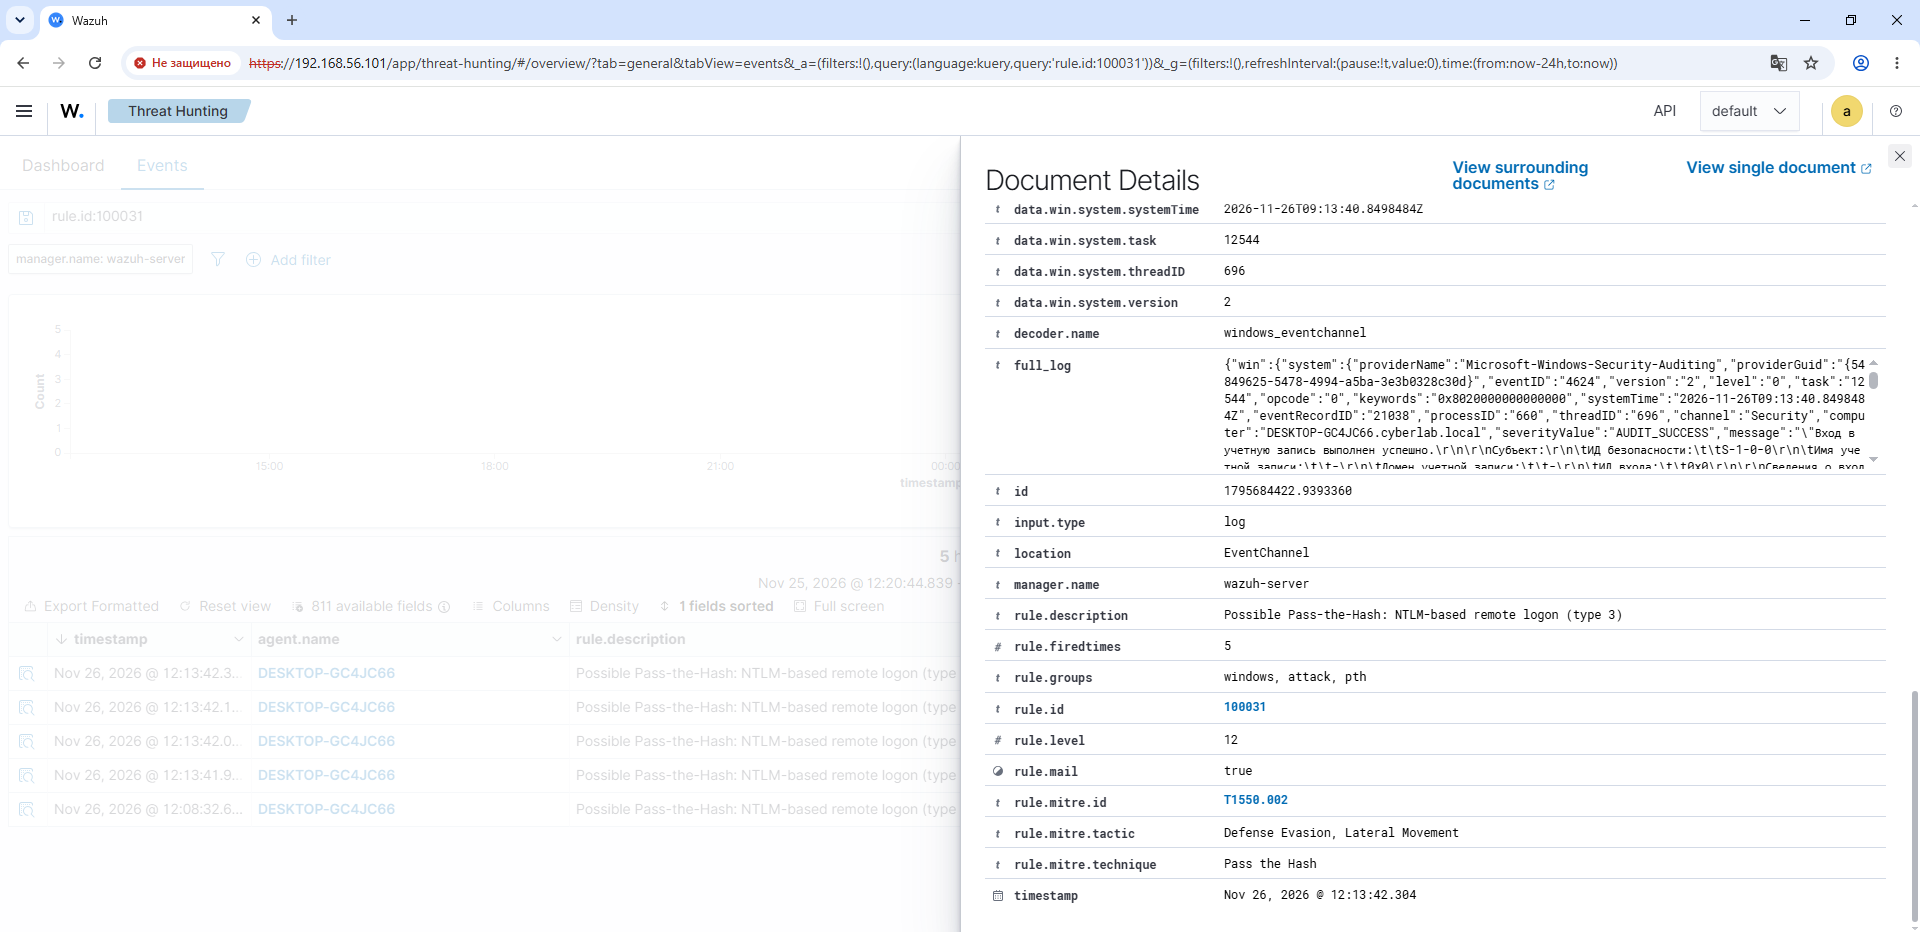 Wazuh
Не защищено
https://192.168.56.101/app/threat-hunting/#/overview/?tab=general&tabView=events&_a=(filters:!(),query:(language:kuery,query:'rule.id:100031'))&_g=(filters:!(),refreshInterval:(pause:!t,value:0),time:(from:now-24h,to:now))
W.
Threat Hunting
API
default
a
Dashboard
Events
rule.id:100031
manager.name: wazuh-server
Add filter
Count
5
4
3
2
1
0
15:00
18:00
21:00
00:00
timestamp
5 h
Nov 25, 2026 @ 12:20:44.839 -
Export Formatted
Reset view
811 available fields
Columns
Density
1 fields sorted
Full screen
timestamp
agent.name
rule.description
Nov 26, 2026 @ 12:13:42.3... DESKTOP-GC4JC66 Possible Pass-the-Hash: NTLM-based remote logon (type
Nov 26, 2026 @ 12:13:42.1... DESKTOP-GC4JC66 Possible Pass-the-Hash: NTLM-based remote logon (type
Nov 26, 2026 @ 12:13:42.0... DESKTOP-GC4JC66 Possible Pass-the-Hash: NTLM-based remote logon (type
Nov 26, 2026 @ 12:13:41.9... DESKTOP-GC4JC66 Possible Pass-the-Hash: NTLM-based remote logon (type
Nov 26, 2026 @ 12:08:32.6... DESKTOP-GC4JC66 Possible Pass-the-Hash: NTLM-based remote logon (type
Document Details
View surrounding
documents
View single document
t data.win.system.systemTime 2026-11-26T09:13:40.8498484Z
t data.win.system.task 12544
t data.win.system.threadID 696
t data.win.system.version 2
t decoder.name windows_eventchannel
t full_log {"win":{"system":{"providerName":"Microsoft-Windows-Security-Auditing","providerGuid":"{54
849625-5478-4994-a5ba-3e3b0328c30d}","eventID":"4624","version":"2","level":"0","task":"12
544","opcode":"0","keywords":"0x8020000000000000","systemTime":"2026-11-26T09:13:40.849848
4Z","eventRecordID":"21038","processID":"660","threadID":"696","channel":"Security","compu
ter":"DESKTOP-GC4JC66.cyberlab.local","severityValue":"AUDIT_SUCCESS","message":"\"Вход в
учетную запись выполнен успешно.\r\n\r\nСубъект:\r\n\tИД безопасности:\t\tS-1-0-0\r\n\tИмя уче
тной записи:\t\t-\r\n\tДомен учетной записи:\t\t-\r\n\tИД входа:\t\t0x0\r\n\r\nСведения о вход
t id 1795684422.9393360
t input.type log
t location EventChannel
t manager.name wazuh-server
t rule.description Possible Pass-the-Hash: NTLM-based remote logon (type 3)
# rule.firedtimes 5
t rule.groups windows, attack, pth
t rule.id 100031
# rule.level 12
rule.mail true
t rule.mitre.id T1550.002
t rule.mitre.tactic Defense Evasion, Lateral Movement
t rule.mitre.technique Pass the Hash
timestamp Nov 26, 2026 @ 12:13:42.304